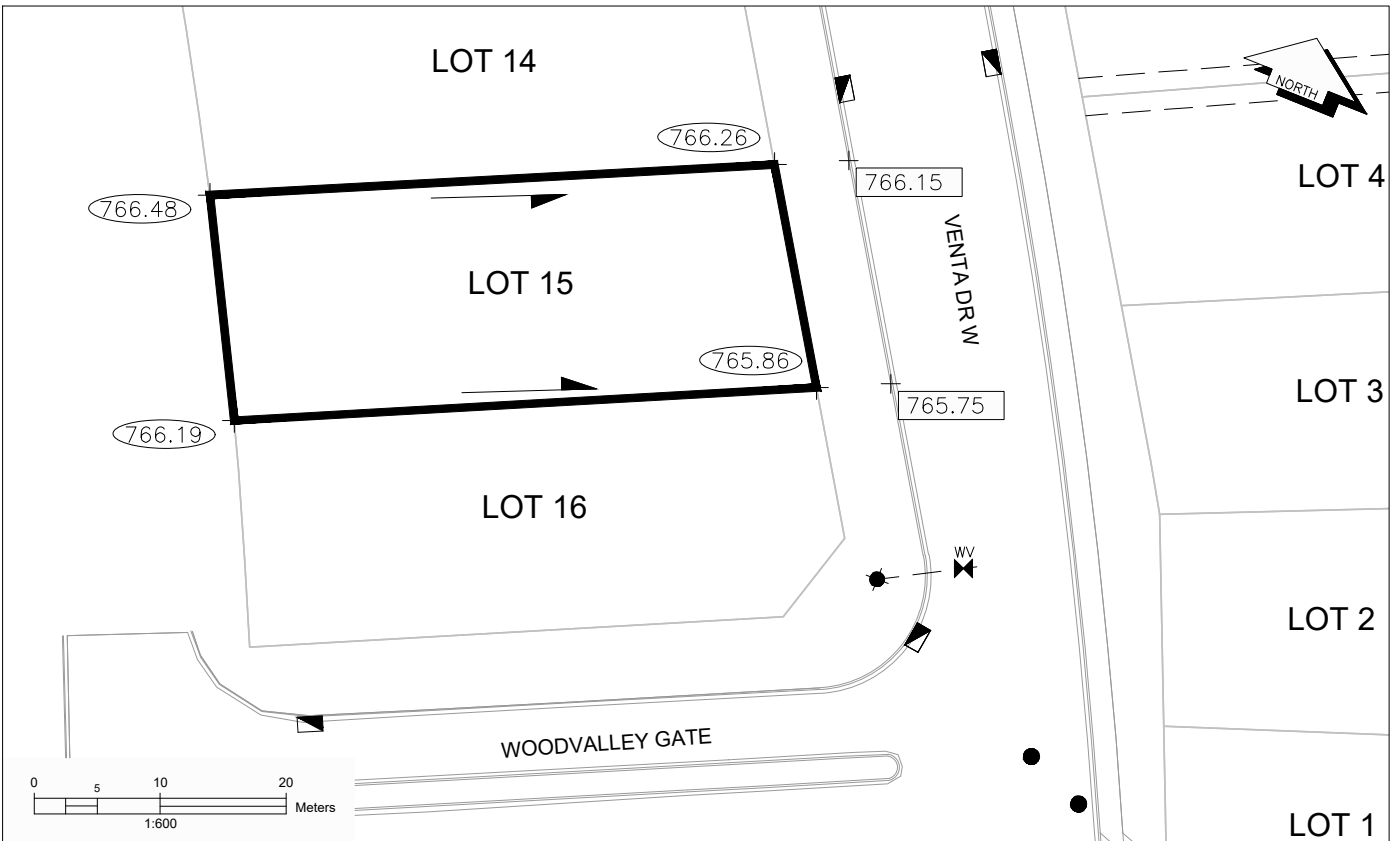 LOT 14
NORTH
766.26
766.15
LOT 4
766.48
VENTA DR W
LOT 15
765.86
765.75
LOT 3
766.19
LOT 16
WV
LOT 2
WOODVALLEY GATE
0 5 10 20
Meters
1:600
LOT 1